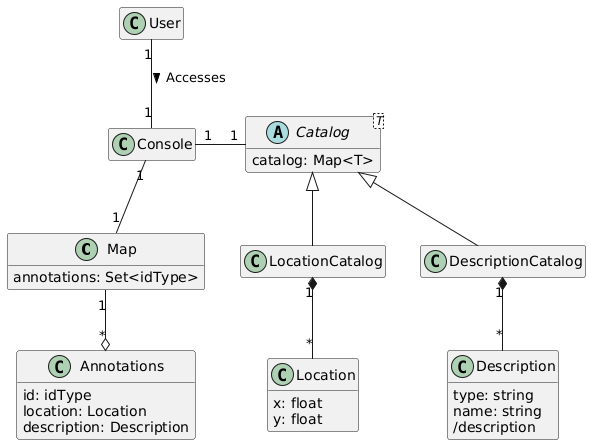 C User
1
Accesses
1
C Console
1
1
A Catalog
T
catalog: Map<T>
1
1
C Map
annotations: Set<idType>
C LocationCatalog
C DescriptionCatalog
1
1
1
*
*
*
C Annotations
id: idType
location: Location
description: Description
C Location
x: float
y: float
C Description
type: string
name: string
/description